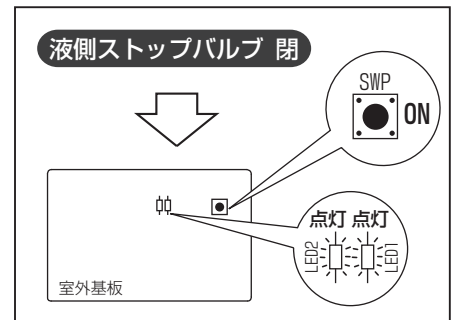 液側ストップバルブ 閉
SWP
ON
点灯 点灯
LED2
LED1
室外基板